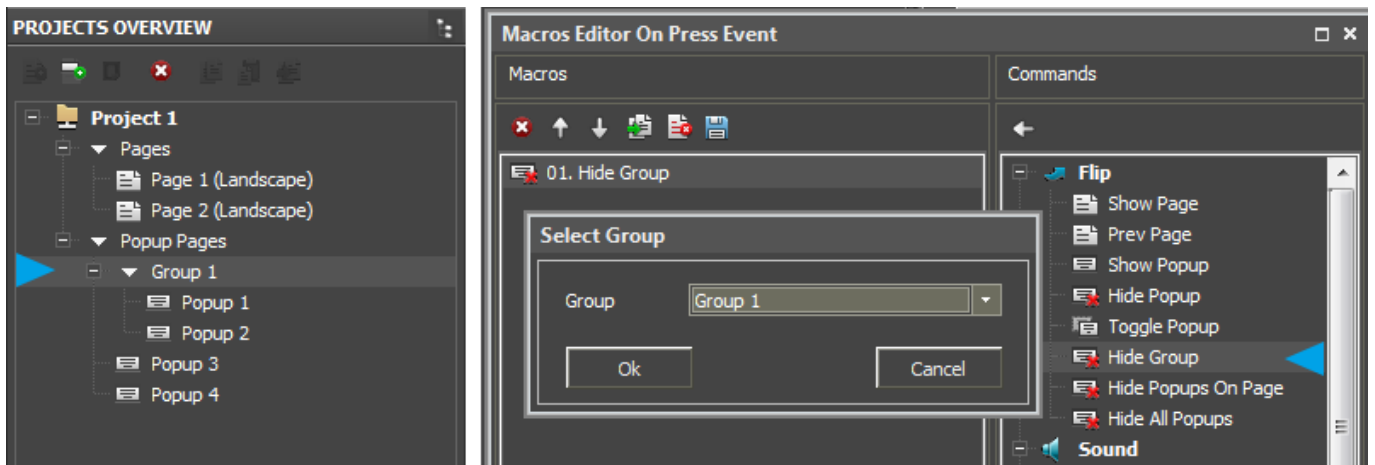 PROJECTS OVERVIEW
Project 1
Pages
Page 1 (Landscape)
Page 2 (Landscape)
Popup Pages
Group 1
Popup 1
Popup 2
Popup 3
Popup 4
Macros Editor On Press Event
Macros
Commands
01. Hide Group
Select Group
Group
Group 1
Ok
Cancel
Flip
Show Page
Prev Page
Show Popup
Hide Popup
Toggle Popup
Hide Group
Hide Popups On Page
Hide All Popups
Sound